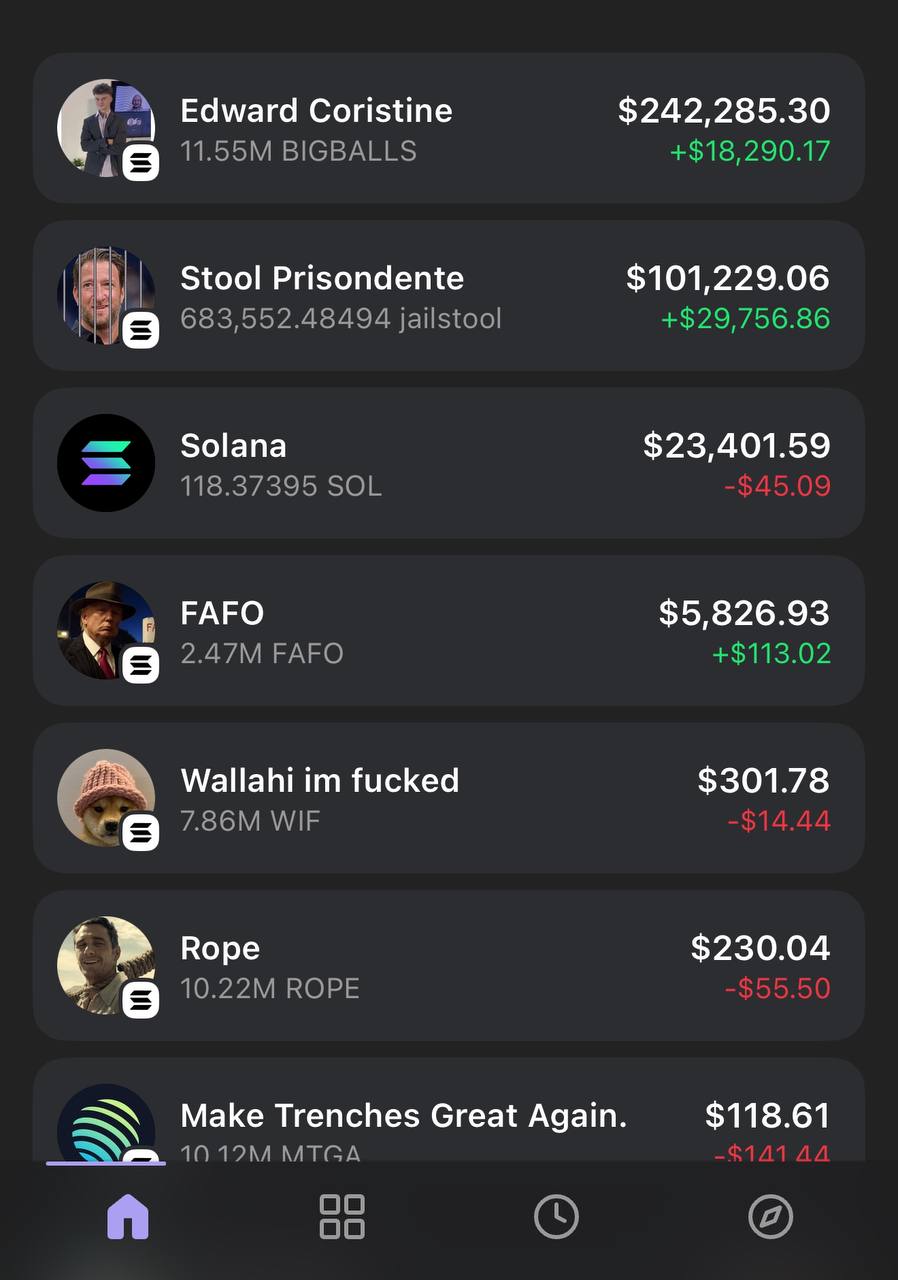 Edward Coristine
$242,285.30
11.55M BIGBALLS
+$18,290.17
Stool Prisondente
$101,229.06
683,552.48494 jailstool
+$29,756.86
Solana
$23,401.59
118.37395 SOL
-$45.09
FAFO
$5,826.93
2.47M FAFO
+$113.02
Wallahi im fucked
$301.78
7.86M WIF
-$14.44
Rope
$230.04
10.22M ROPE
-$55.50
Make Trenches Great Again.
$118.61
10.12M MTGA
-$141.44